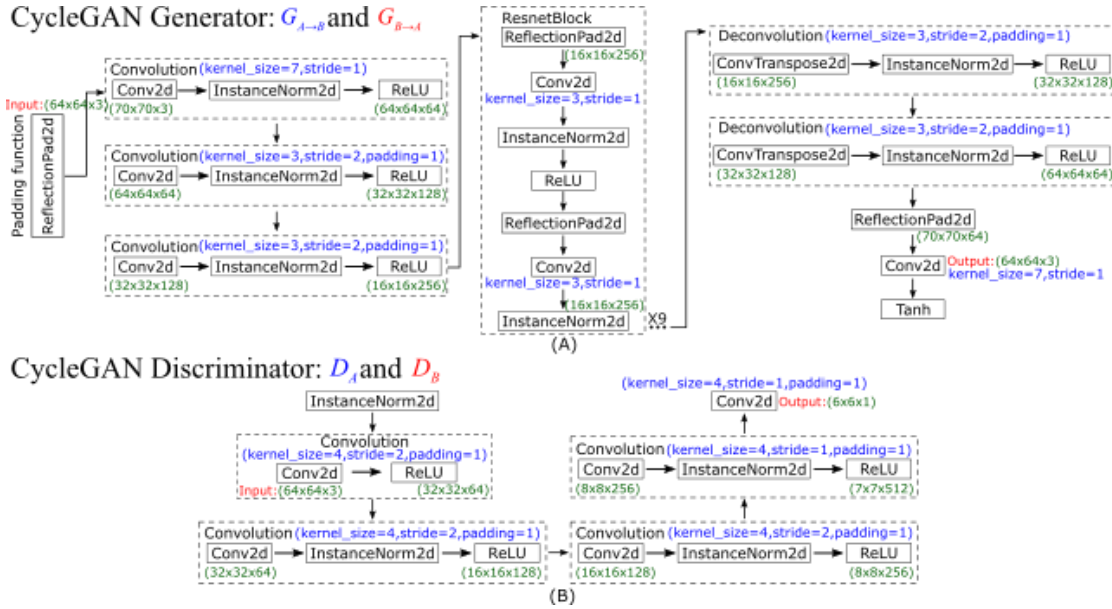 CycleGAN Generator: G A→B and G B→A
Input:(64x64x3)
Padding function
ReflectionPad2d
Convolution(kernel_size=7,stride=1)
Conv2d InstanceNorm2d ReLU
(70x70x3) (64x64x64)
Convolution(kernel_size=3,stride=2,padding=1)
Conv2d InstanceNorm2d ReLU
(64x64x64) (32x32x128)
Convolution(kernel_size=3,stride=2,padding=1)
Conv2d InstanceNorm2d ReLU
(32x32x128) (16x16x256)
ResnetBlock
ReflectionPad2d
(16x16x256)
Conv2d
kernel_size=3,stride=1
InstanceNorm2d
ReLU
ReflectionPad2d
Conv2d
kernel_size=3,stride=1
(16x16x256)
InstanceNorm2d
X9
Deconvolution(kernel_size=3,stride=2,padding=1)
ConvTranspose2d InstanceNorm2d ReLU
(16x16x256) (32x32x128)
Deconvolution(kernel_size=3,stride=2,padding=1)
ConvTranspose2d InstanceNorm2d ReLU
(32x32x128) (64x64x64)
ReflectionPad2d
(70x70x64)
Conv2d Output:(64x64x3)
kernel_size=7,stride=1
Tanh
(A)
CycleGAN Discriminator: D A and D B
InstanceNorm2d
Convolution
(kernel_size=4,stride=2,padding=1)
Conv2d ReLU
Input:(64x64x3) (32x32x64)
Convolution(kernel_size=4,stride=2,padding=1)
Conv2d InstanceNorm2d ReLU
(32x32x64) (16x16x128)
Convolution(kernel_size=4,stride=2,padding=1)
Conv2d InstanceNorm2d ReLU
(16x16x128) (8x8x256)
Convolution(kernel_size=4,stride=1,padding=1)
Conv2d InstanceNorm2d ReLU
(8x8x256) (7x7x512)
(kernel_size=4,stride=1,padding=1)
Conv2d Output:(6x6x1)
(B)